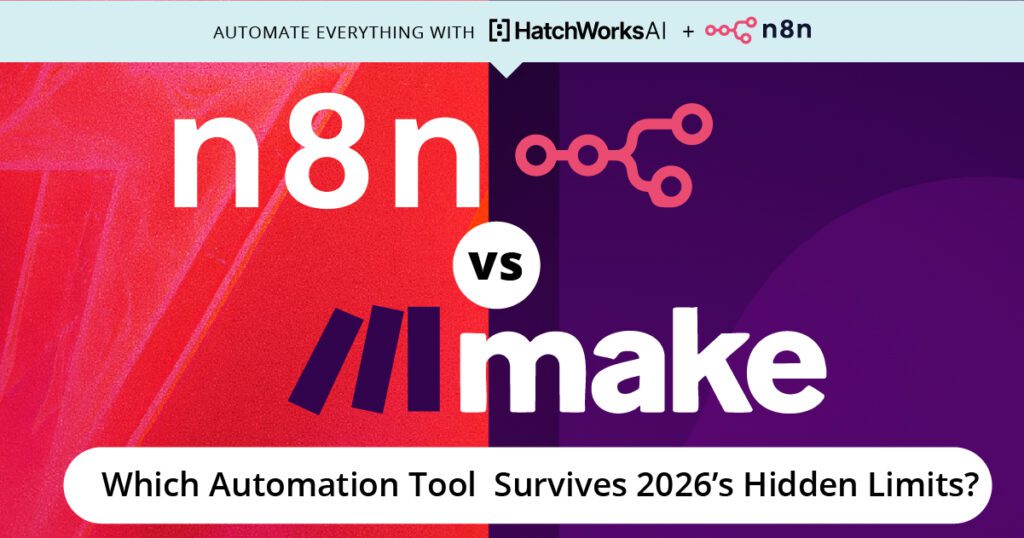 AUTOMATE EVERYTHING WITH HatchWorksAI + n8n
n8n
vs
make
Which Automation Tool Survives 2026's Hidden Limits?